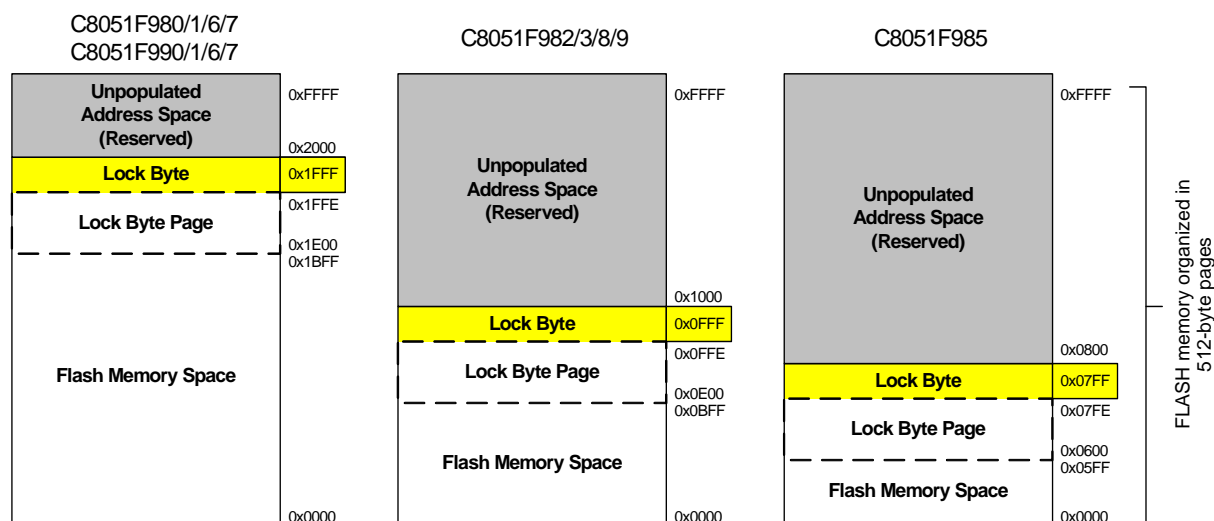 C8051F980/1/6/7
C8051F990/1/6/7
Unpopulated
Address Space
(Reserved)
0xFFFF
0x2000
Lock Byte
0x1FFF
0x1FFE
Lock Byte Page
0x1E00
0x1BFF
Flash Memory Space
0x0000
C8051F982/3/8/9
0xFFFF
Unpopulated
Address Space
(Reserved)
0x1000
Lock Byte
0x0FFF
0x0FFE
Lock Byte Page
0x0E00
0x0BFF
Flash Memory Space
0x0000
C8051F985
0xFFFF
Unpopulated
Address Space
(Reserved)
0x0800
Lock Byte
0x07FF
0x07FE
Lock Byte Page
0x0600
0x05FF
Flash Memory Space
0x0000
FLASH memory organized in
512-byte pages